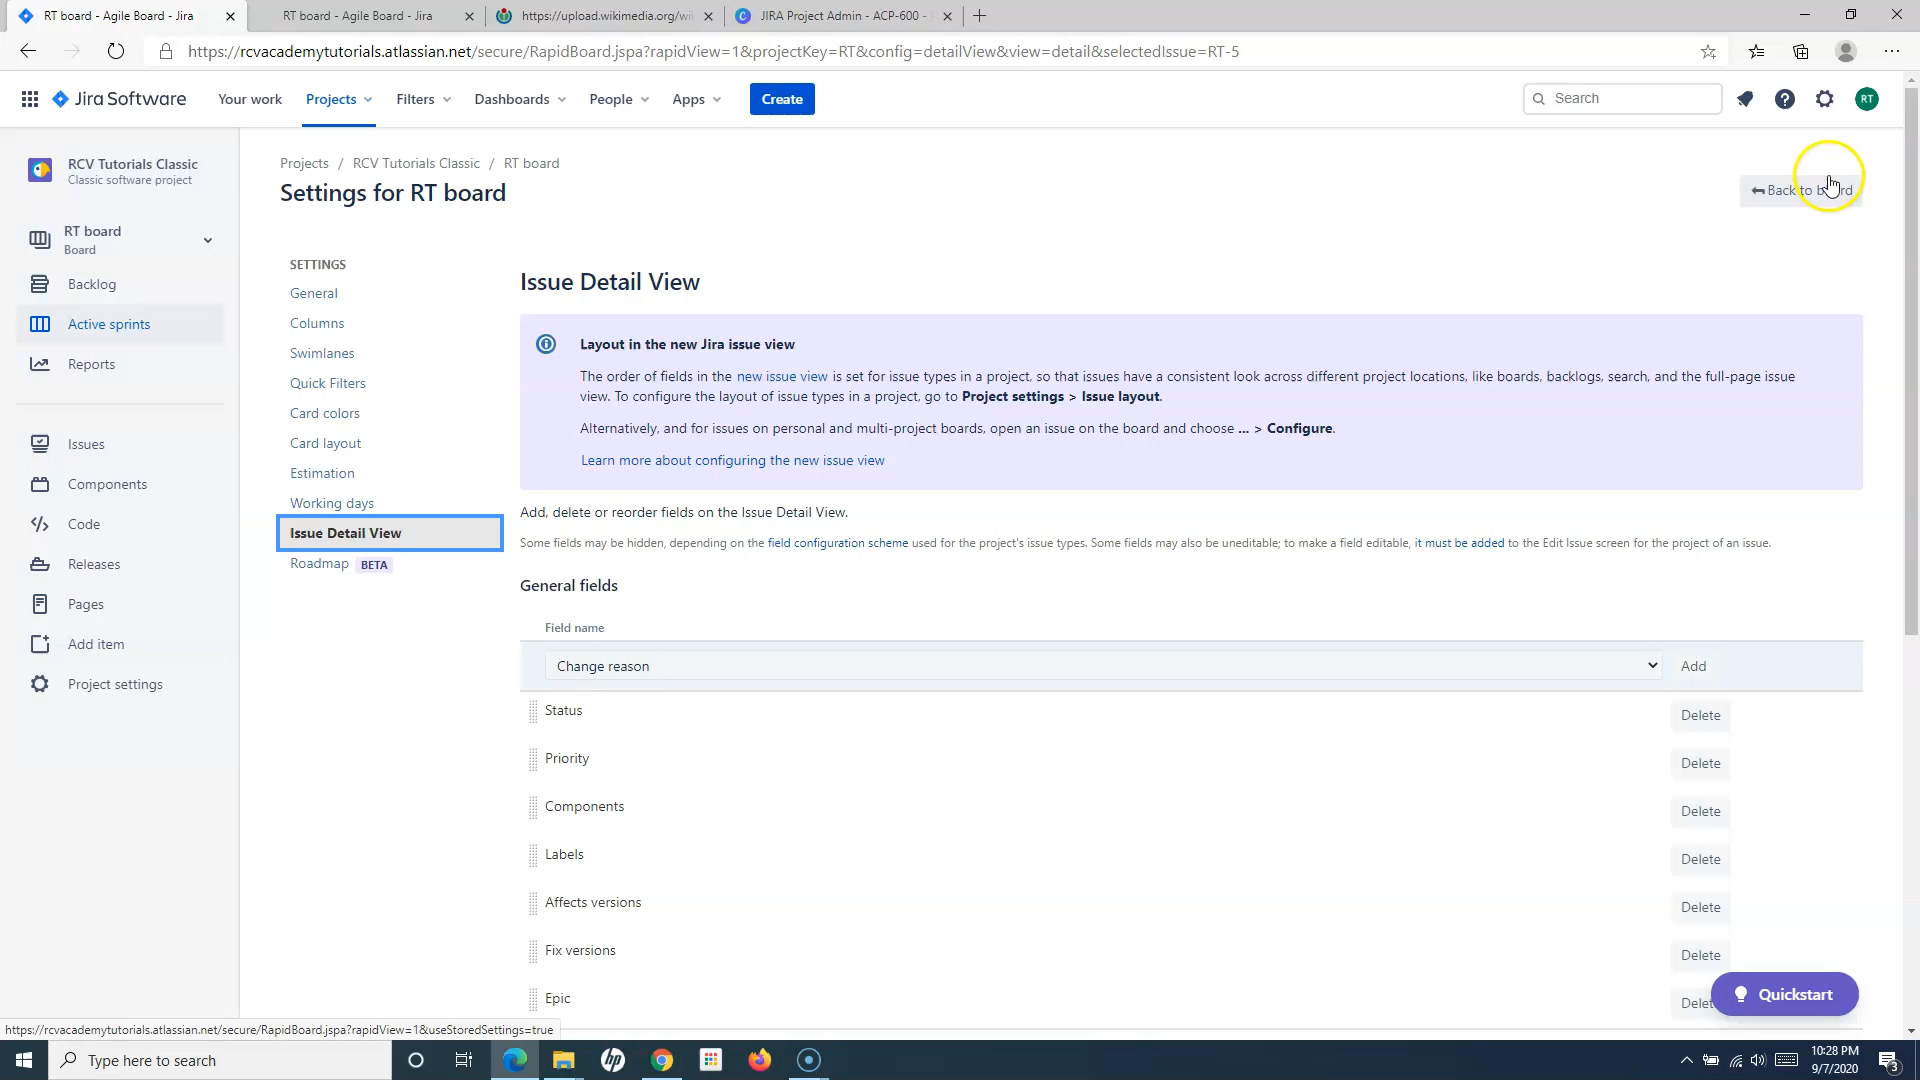 RT board - Agile Board - Jira
RT board - Agile Board - Jira
https://upload.wikimedia.org/wi
JIRA Project Admin - ACP-600 -
https://rcvacademytutorials.atlassian.net/secure/RapidBoard.jspa?rapidView=1&projectKey=RT&config=detailView&view=detail&selectedIssue=RT-5
Jira Software
Your work
Projects
Filters
Dashboards
People
Apps
Create
Search
RT
RCV Tutorials Classic
Classic software project
RT board
Board
Backlog
Active sprints
Reports
Issues
Components
Code
Releases
Pages
Add item
Project settings
Projects / RCV Tutorials Classic / RT board
Settings for RT board
Back to board
SETTINGS
General
Columns
Swimlanes
Quick Filters
Card colors
Card layout
Estimation
Working days
Issue Detail View
Roadmap BETA
Issue Detail View
Layout in the new Jira issue view
The order of fields in the new issue view is set for issue types in a project, so that issues have a consistent look across different project locations, like boards, backlogs, search, and the full-page issue
view. To configure the layout of issue types in a project, go to Project settings > Issue layout.
Alternatively, and for issues on personal and multi-project boards, open an issue on the board and choose ... > Configure.
Learn more about configuring the new issue view
Add, delete or reorder fields on the Issue Detail View.
Some fields may be hidden, depending on the field configuration scheme used for the project's issue types. Some fields may also be uneditable; to make a field editable, it must be added to the Edit Issue screen for the project of an issue.
General fields
Field name
Change reason
Add
Status
Delete
Priority
Delete
Components
Delete
Labels
Delete
Affects versions
Delete
Fix versions
Delete
Epic
Delet
Quickstart
https://rcvacademytutorials.atlassian.net/secure/RapidBoard.jspa?rapidView=1&useStoredSettings=true
Type here to search
hp
10:28 PM
9/7/2020
3